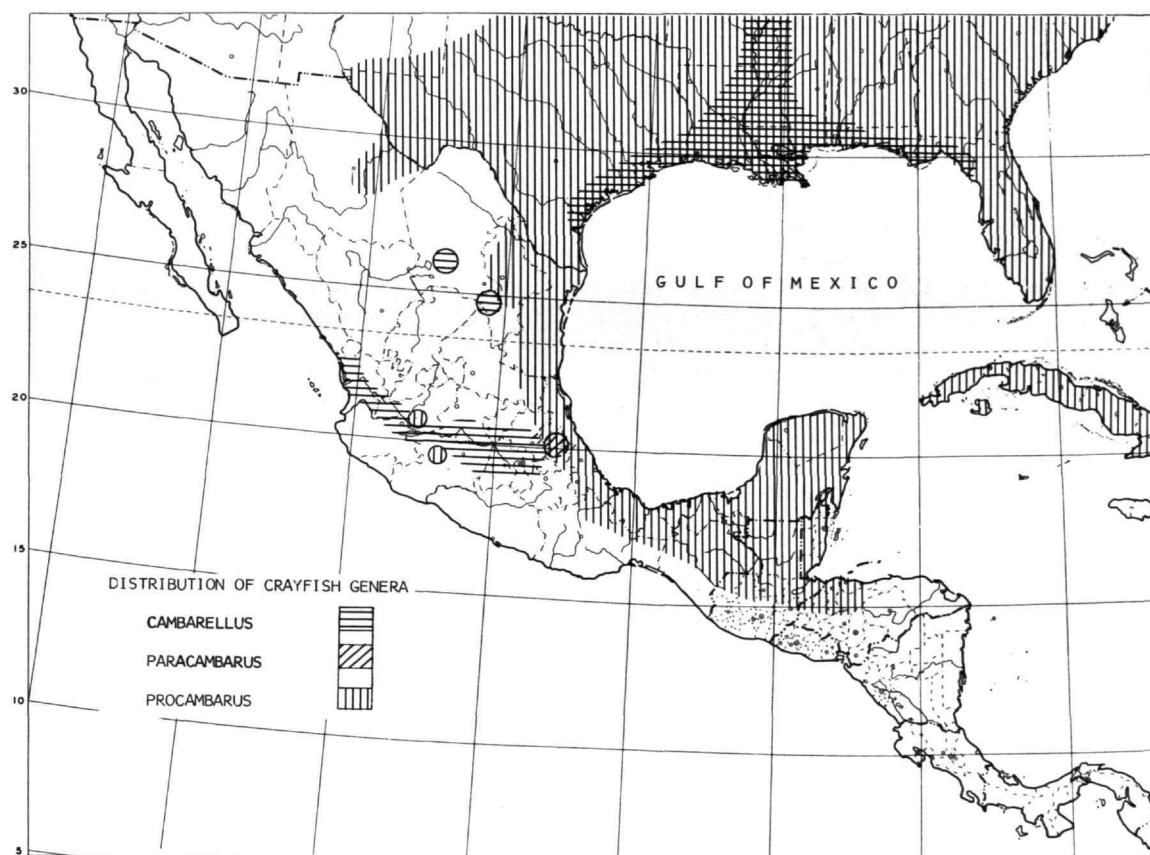 30
25
GULF OF MEXICO
20
15
DISTRIBUTION OF CRAYFISH GENERA
CAMBARELLUS
PARACAMBARUS
PROCAMBARUS
10
5